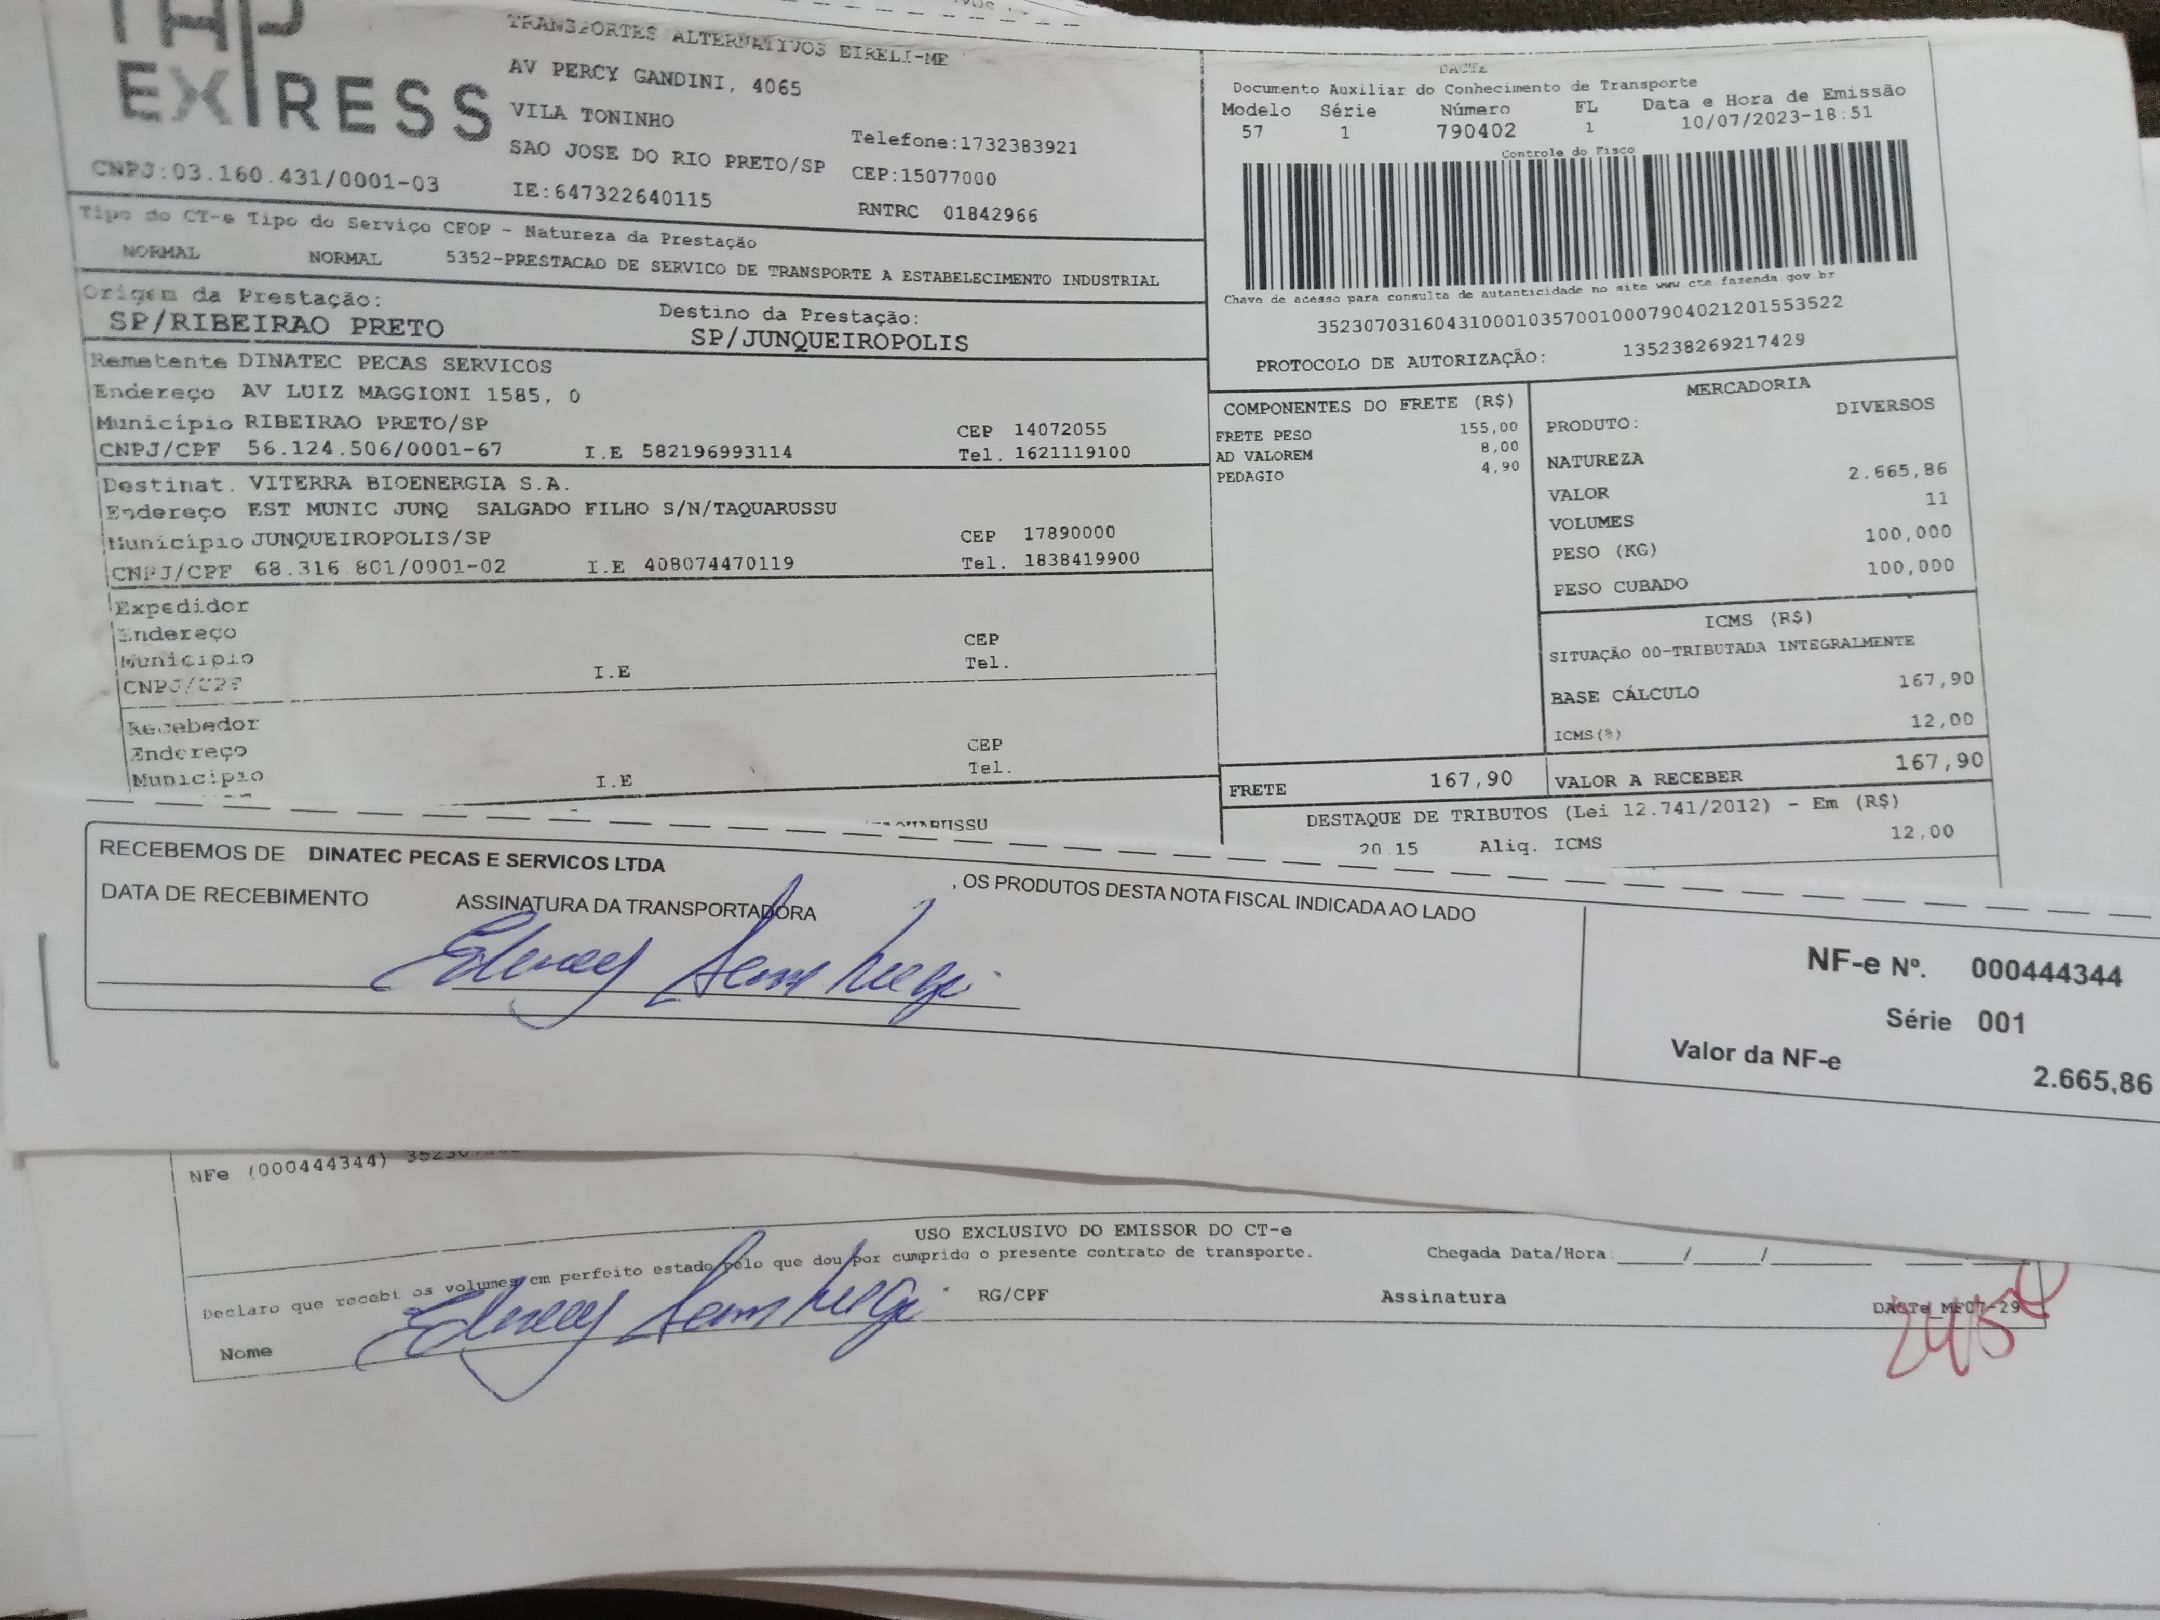 EXPRESS
TRANSPORTES ALTERNATIVOS EIRELI-ME
AV PERCY GANDINI, 4065
VILA TONINHO
Telefone:1732383921
SAO JOSE DO RIO PRETO/SP CEP:15077000
CNPJ:03.160.431/0001-03 IE:647322640115 RNTRC 01842966
Tipo do CT-e Tipo do Serviço CFOP - Natureza da Prestação
NORMAL NORMAL 5352-PRESTACAO DE SERVICO DE TRANSPORTE A ESTABELECIMENTO INDUSTRIAL
Origem da Prestação: Destino da Prestação:
SP/RIBEIRAO PRETO SP/JUNQUEIROPOLIS
Remetente DINATEC PECAS SERVICOS
Endereço AV LUIZ MAGGIONI 1585, 0
Município RIBEIRAO PRETO/SP CEP 14072055
CNPJ/CPF 56.124.506/0001-67 I.E 582196993114 Tel. 1621119100
Destinat. VITERRA BIOENERGIA S.A.
Endereço EST MUNIC JUNQ SALGADO FILHO S/N/TAQUARUSSU
Município JUNQUEIROPOLIS/SP CEP 17890000
CNPJ/CPF 68.316.801/0001-02 I.E 408074470119 Tel. 1838419900
Expedidor
Endereço CEP
Município Tel.
CNPJ/CPF I.E
Recebedor
Endereço CEP
Município I.E Tel.
DACTE
Documento Auxiliar do Conhecimento de Transporte
Modelo Série Número FL Data e Hora de Emissão
57 1 790402 1 10/07/2023-18:51
Controle do Fisco
Chave de acesso para consulta de autenticidade no site www.cte.fazenda.gov.br
35230703160431000103570010007904021201553522
PROTOCOLO DE AUTORIZAÇÃO: 135238269217429
COMPONENTES DO FRETE (R$)
FRETE PESO 155,00
AD VALOREM 8,00
PEDAGIO 4,90
MERCADORIA
PRODUTO: DIVERSOS
NATUREZA
VALOR 2.665,86
VOLUMES 11
PESO (KG) 100,000
PESO CUBADO 100,000
ICMS (R$)
SITUAÇÃO 00-TRIBUTADA INTEGRALMENTE
BASE CÁLCULO 167,90
ICMS(%) 12,00
FRETE 167,90 VALOR A RECEBER 167,90
DESTAQUE DE TRIBUTOS (Lei 12.741/2012) - Em (R$)
20.15 Aliq. ICMS 12,00
RECEBEMOS DE DINATEC PECAS E SERVICOS LTDA , OS PRODUTOS DESTA NOTA FISCAL INDICADA AO LADO
DATA DE RECEBIMENTO ASSINATURA DA TRANSPORTADORA
NF-e Nº. 000444344
Série 001
Valor da NF-e 2.665,86
NFe (000444344)
USO EXCLUSIVO DO EMISSOR DO CT-e
Declaro que recebi os volumes em perfeito estado pelo que dou por cumprido o presente contrato de transporte. Chegada Data/Hora: / /
Nome RG/CPF Assinatura DACTe_MF07-29